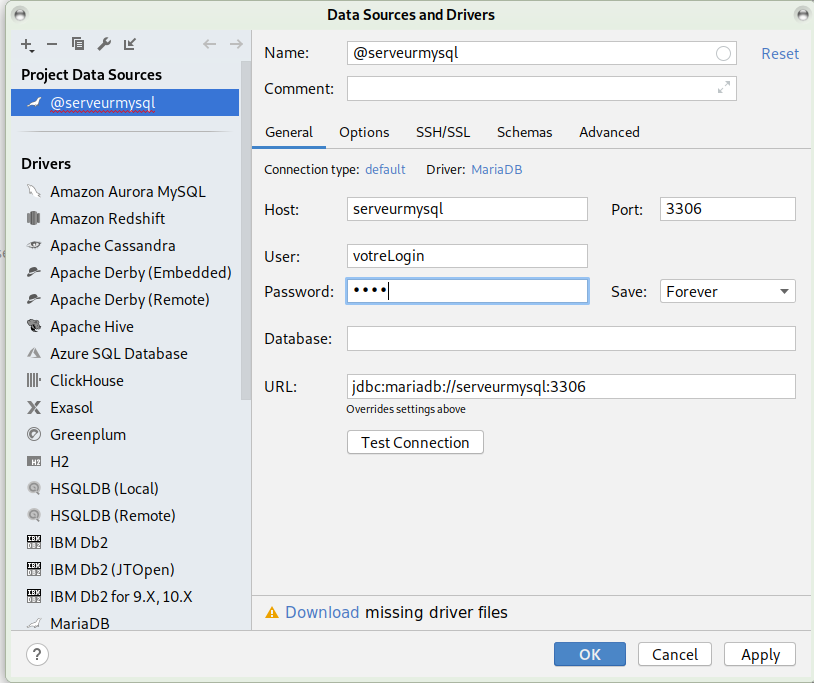 Data Sources and Drivers
Project Data Sources
@serveurmysql
Drivers
Amazon Aurora MySQL
Amazon Redshift
Apache Cassandra
Apache Derby (Embedded)
Apache Derby (Remote)
Apache Hive
Azure SQL Database
ClickHouse
Exasol
Greenplum
H2
HSQLDB (Local)
HSQLDB (Remote)
IBM Db2
IBM Db2 (JTOpen)
IBM Db2 for 9.X, 10.X
MariaDB
Name: @serveurmysql Reset
Comment:
General Options SSH/SSL Schemas Advanced
Connection type: default Driver: MariaDB
Host: serveurmysql Port: 3306
User: votreLogin
Password: •••• Save: Forever
Database:
URL: jdbc:mariadb://serveurmysql:3306
Overrides settings above
Test Connection
Download missing driver files
? OK Cancel Apply